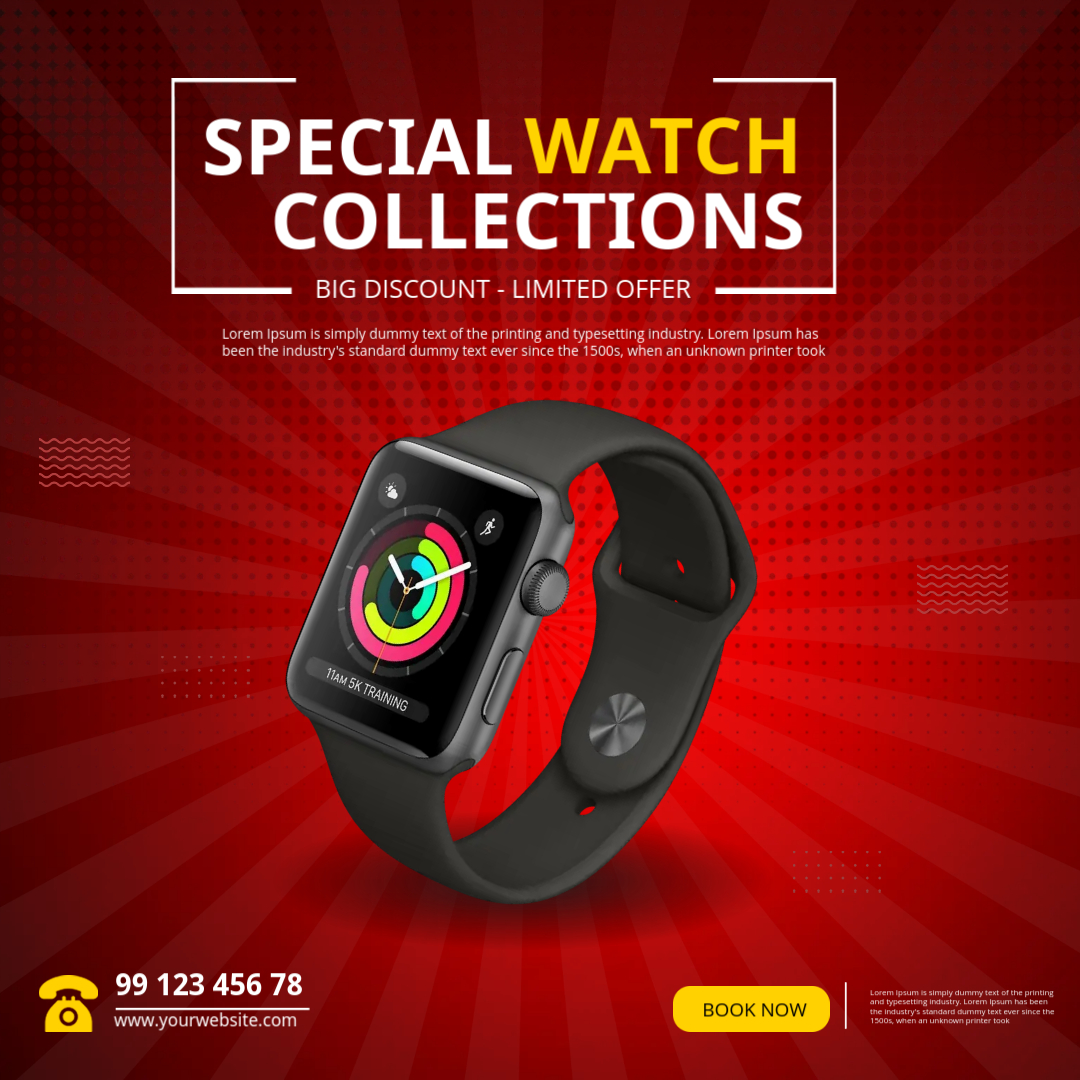 SPECIAL WATCH
COLLECTIONS
BIG DISCOUNT - LIMITED OFFER
Lorem Ipsum is simply dummy text of the printing and typesetting industry. Lorem Ipsum has
been the industry's standard dummy text ever since the 1500s, when an unknown printer took
11AM 5K TRAINING
99 123 456 78
www.yourwebsite.com
BOOK NOW
Lorem Ipsum is simply dummy text of the printing
and typesetting industry. Lorem Ipsum has been
the industry's standard dummy text ever since the
1500s, when an unknown printer took